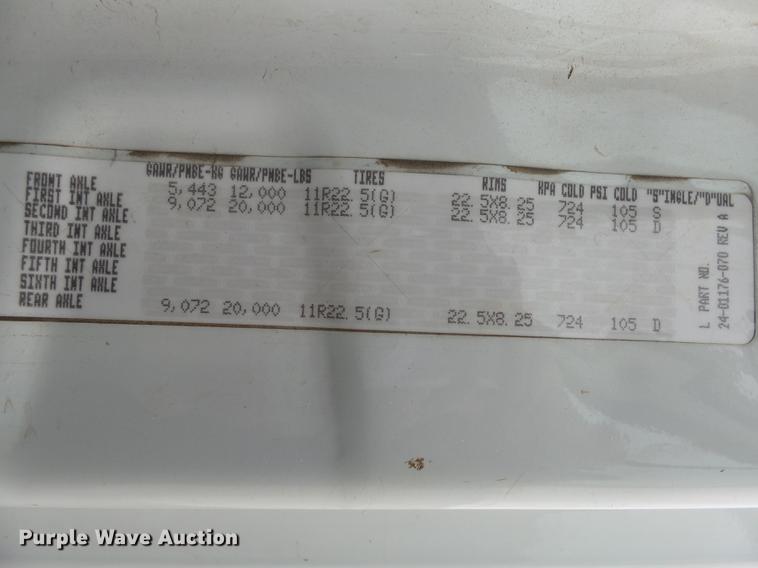 GAWR/PNBE-KG GAWR/PNBE-LBS TIRES RIMS KPA COLD PSI COLD "S"INGLE/"D"UAL
FRONT AXLE 5,443 12,000 11R22.5(G) 22.5X8.25 724 105 S
FIRST INT AXLE 9,072 20,000 11R22.5(G) 22.5X8.25 724 105 D
SECOND INT AXLE
THIRD INT AXLE
FOURTH INT AXLE
FIFTH INT AXLE
SIXTH INT AXLE
REAR AXLE 9,072 20,000 11R22.5(G) 22.5X8.25 724 105 D
L PART NO.
24-01176-070 REV A
Purple Wave Auction